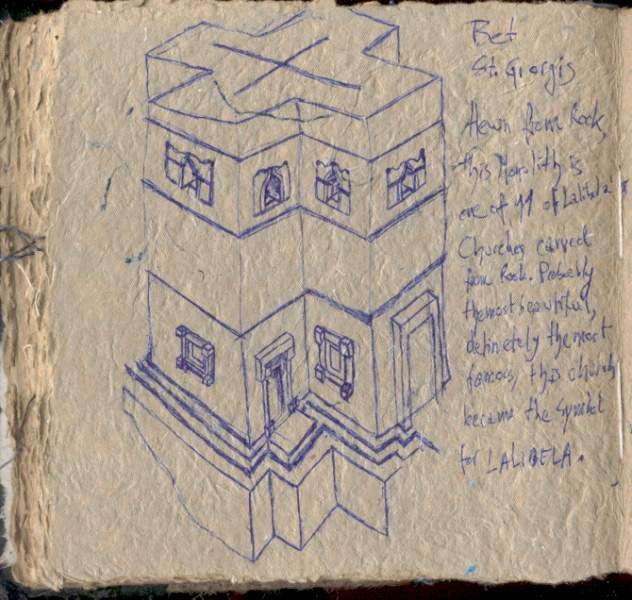 Bet
St. Giorgis
Hewn from Rock,
this Monolith is
one of 11 of Lalibela
Churches carved
from Rock. Probably
the most beautiful,
definetely the most
famous, this church
became the symbol
for LALIBELA.